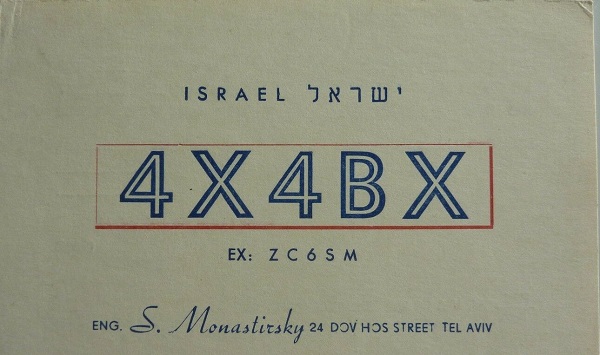 ISRAEL ישראל
4X4BX
EX: ZC6SM
ENG. S. Monastirsky 24 DOV HOS STREET TEL AVIV